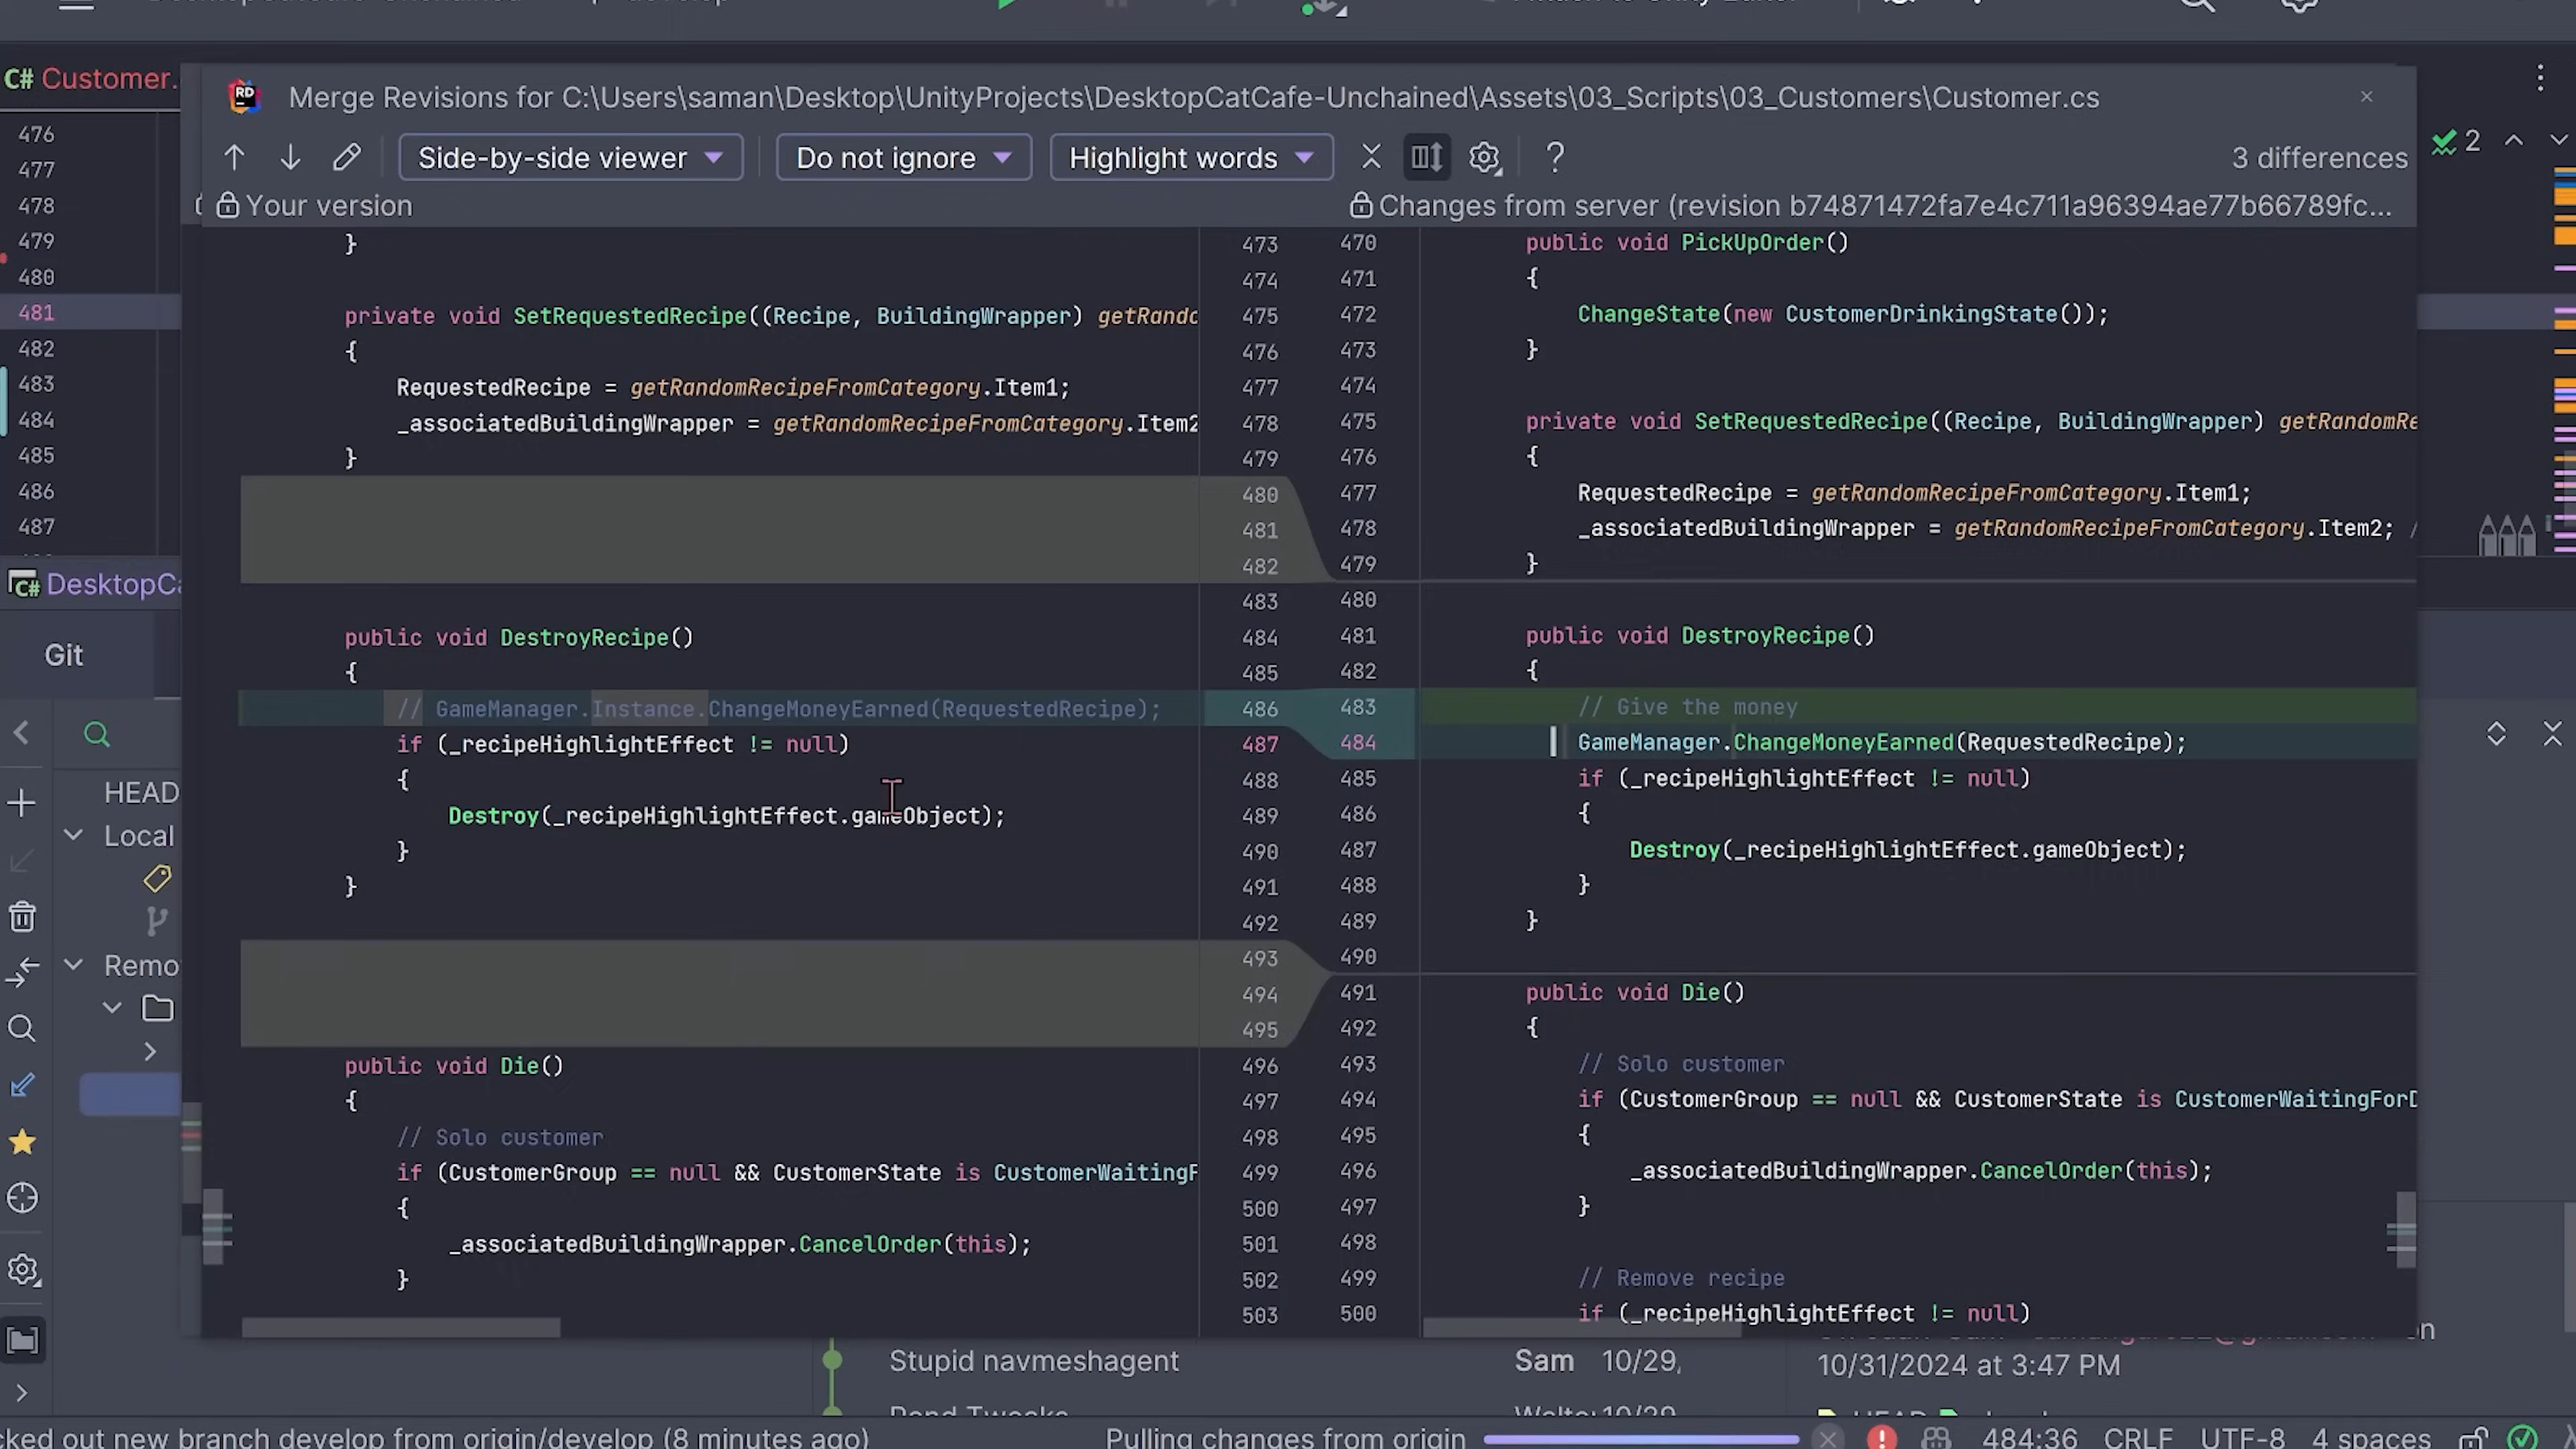 C# Customer.
Merge Revisions for C:\Users\saman\Desktop\UnityProjects\DesktopCatCafe-Unchained\Assets\03_Scripts\03_Customers\Customer.cs
Side-by-side viewer
Do not ignore
Highlight words
?
3 differences
2
Your version
Changes from server (revision b74871472fa7e4c711a96394ae77b66789fc...
476
477
478
479
480
481
482
483
484
485
486
487
C# DesktopCa
Git
HEAD
Local
Remo
} 473
474
private void SetRequestedRecipe((Recipe, BuildingWrapper) getRando 475
{ 476
RequestedRecipe = getRandomRecipeFromCategory.Item1; 477
_associatedBuildingWrapper = getRandomRecipeFromCategory.Item2 478
} 479
480
481
482
483
public void DestroyRecipe() 484
{ 485
// GameManager.Instance.ChangeMoneyEarned(RequestedRecipe); 486
if (_recipeHighlightEffect != null) 487
{ 488
Destroy(_recipeHighlightEffect.gameObject); 489
} 490
} 491
492
493
494
495
public void Die() 496
{ 497
// Solo customer 498
if (CustomerGroup == null && CustomerState is CustomerWaitingF 499
{ 500
_associatedBuildingWrapper.CancelOrder(this); 501
} 502
503
470 public void PickUpOrder()
471 {
472 ChangeState(new CustomerDrinkingState());
473 }
474
475 private void SetRequestedRecipe((Recipe, BuildingWrapper) getRandomRe
476 {
477 RequestedRecipe = getRandomRecipeFromCategory.Item1;
478 _associatedBuildingWrapper = getRandomRecipeFromCategory.Item2; /
479 }
480
481 public void DestroyRecipe()
482 {
483 // Give the money
484 GameManager.ChangeMoneyEarned(RequestedRecipe);
485 if (_recipeHighlightEffect != null)
486 {
487 Destroy(_recipeHighlightEffect.gameObject);
488 }
489 }
490
491 public void Die()
492 {
493 // Solo customer
494 if (CustomerGroup == null && CustomerState is CustomerWaitingForD
495 {
496 _associatedBuildingWrapper.CancelOrder(this);
497 }
498
499 // Remove recipe
500 if (_recipeHighlightEffect != null)
Stupid navmeshagent Sam 10/29,
on
10/31/2024 at 3:47 PM
cked out new branch develop from origin/develop (8 minutes ago)
Pulling changes from origin
484:36 CRLF UTF-8 4 spaces